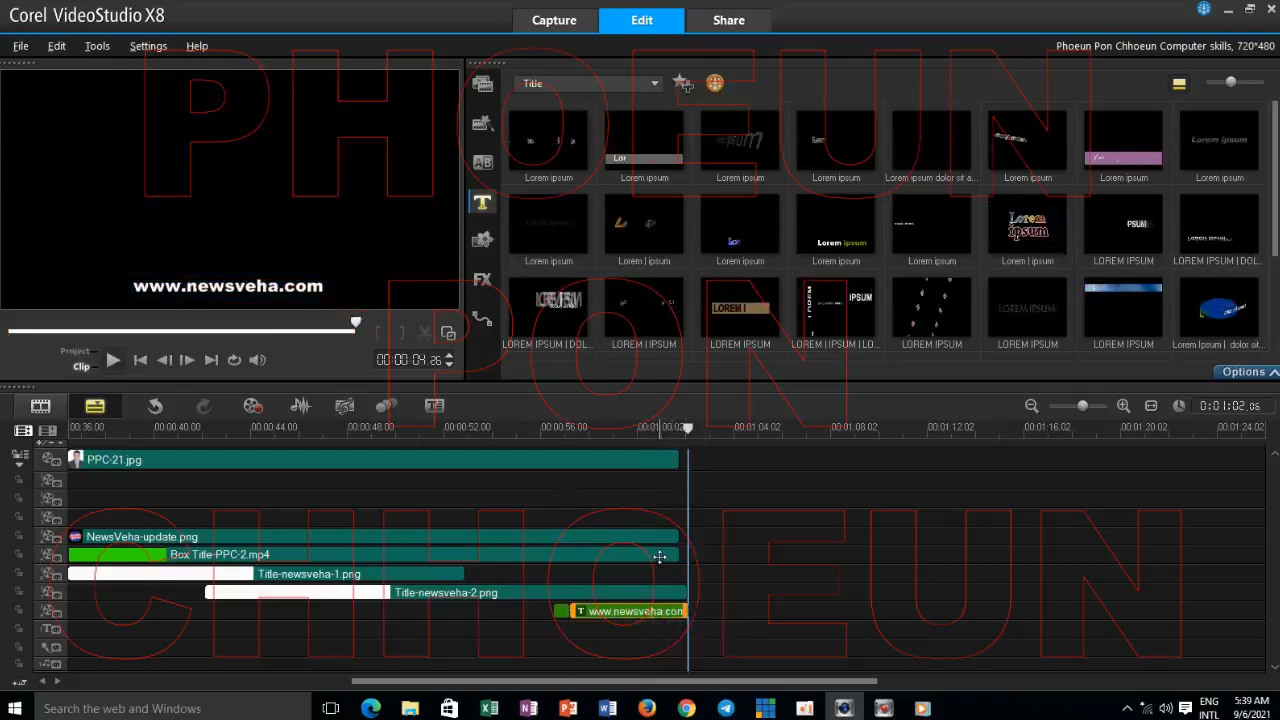 Corel VideoStudio X8
Capture
Edit
Share
File
Edit
Tools
Settings
Help
Phoeun Pon Chhoeun Computer skills, 720*480
PHOEUN
PON
CHHOEUN
www.newsveha.com
Project
Clip
00:00:04.26
Title
Lor
Lorem ipsum
Lorem ipsum
Lorem ipsum
Lorem ipsum
Lorem ipsum dolor sit a...
Lorem ipsum
Lorem ipsum
Lorem ipsum
Lorem ipsum
Lorem | ipsum
Lorem ipsum
Lorem ipsum
Lorem ipsum
Lorem | ipsum
LOREM IPSUM
LOREM IPSUM | DOL...
LOREM IPSUM | DOL...
LOREM | IPSUM
LOREM IPSUM
LOREM | IPSUM | LO...
LOREM IPSUM
LOREM IPSUM
LOREM IPSUM
Lorem Ipsum | dolor sit...
Options
0:01:02.06
00:36.00
00:00:40.00
00:00:44.00
00:00:48.00
00:00:52.00
00:00:56.00
00:01:00.02
00:01:04.02
00:01:08.02
00:01:12.02
00:01:16.02
00:01:20.02
00:01:24.02
PPC-21.jpg
NewsVeha-update.png
Box Title-PPC-2.mp4
Title-newsveha-1.png
Title-newsveha-2.png
www.newsveha.com
Search the web and Windows
ENG
INTL
5:39 AM
9/6/2021